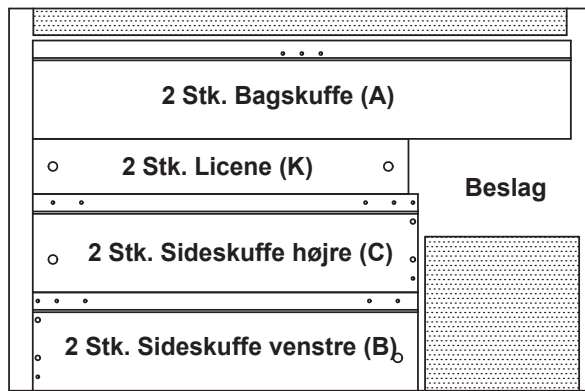 2 Stk. Bagskuffe (A)
2 Stk. Licene (K)
Beslag
2 Stk. Sideskuffe højre (C)
2 Stk. Sideskuffe venstre (B)